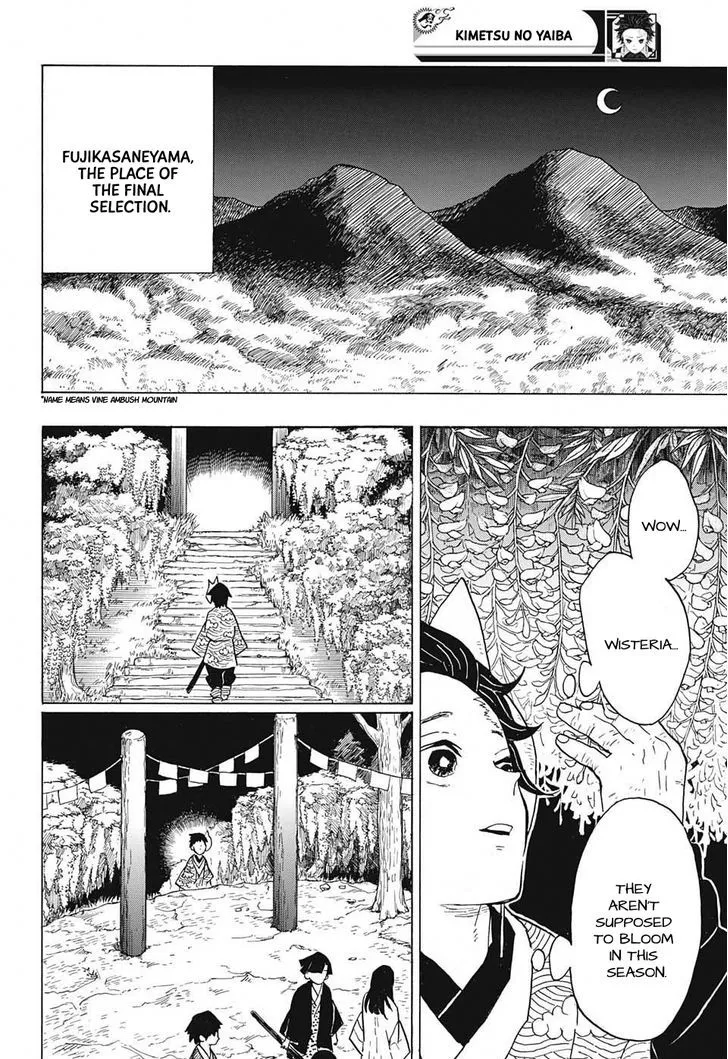 KIMETSU NO YAIBA
FUJIKASANEYAMA,
THE PLACE OF
THE FINAL
SELECTION.
*NAME MEANS VINE AMBUSH MOUNTAIN
WOW...
WISTERIA...
THEY
AREN'T
SUPPOSED
TO BLOOM
IN THIS
SEASON.